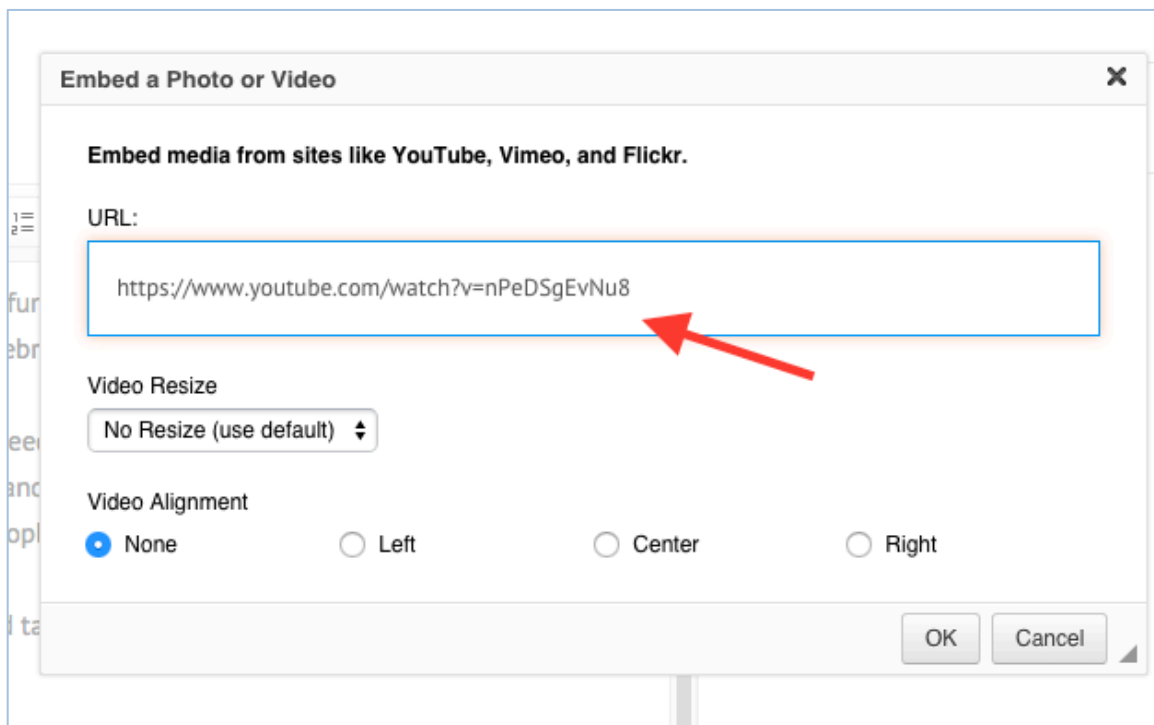 Embed a Photo or Video
Embed media from sites like YouTube, Vimeo, and Flickr.
URL:
https://www.youtube.com/watch?v=nPeDSgEvNu8
Video Resize
No Resize (use default)
Video Alignment
None Left Center Right
OK Cancel